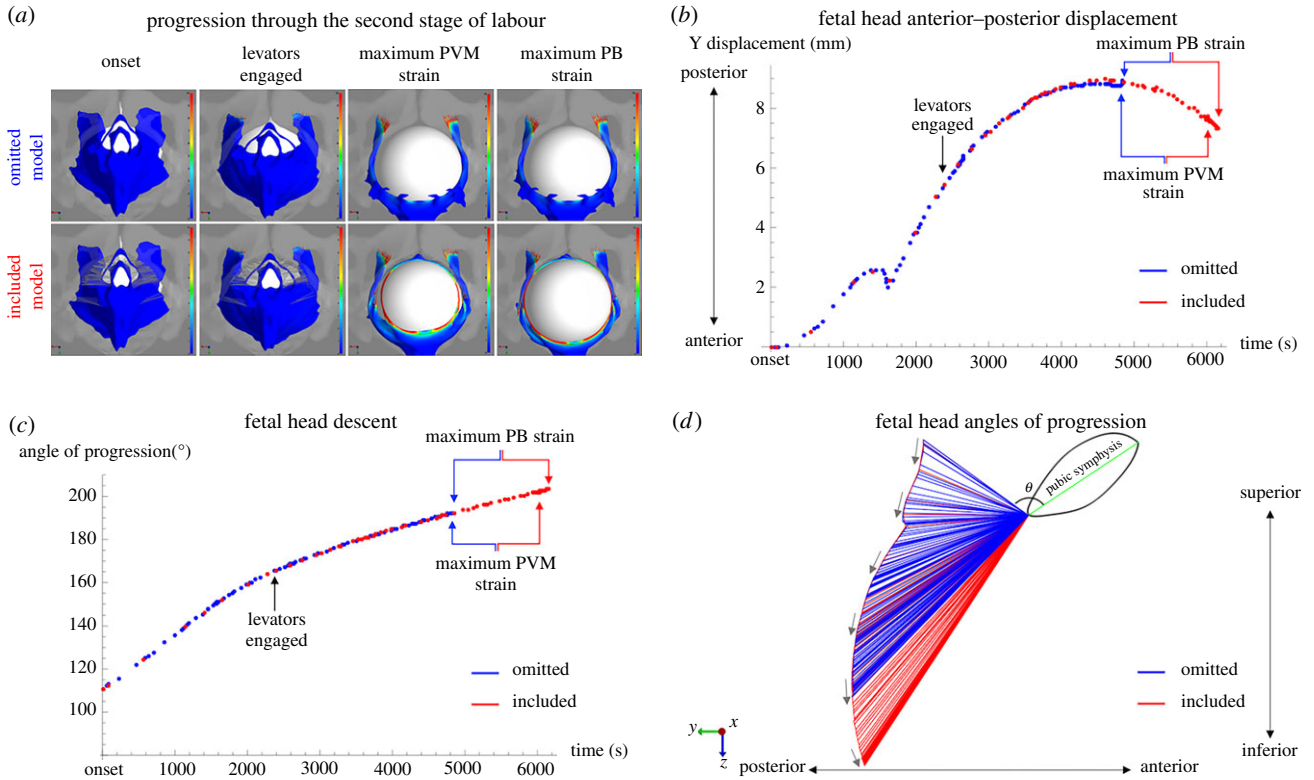 (a)
progression through the second stage of labour
onset
levators
engaged
maximum PVM
strain
maximum PB
strain
omitted
model
included
model
(b)
fetal head anterior–posterior displacement
Y displacement (mm)
posterior
anterior
8
6
4
2
onset
1000
2000
3000
4000
5000
6000
time (s)
levators
engaged
maximum PB strain
maximum PVM
strain
omitted
included
(c)
fetal head descent
angle of progression(°)
200
180
160
140
120
100
onset
1000
2000
3000
4000
5000
6000
time (s)
levators
engaged
maximum PB strain
maximum PVM
strain
omitted
included
(d)
fetal head angles of progression
θ
pubic symphysis
superior
inferior
omitted
included
y
x
z
posterior
anterior